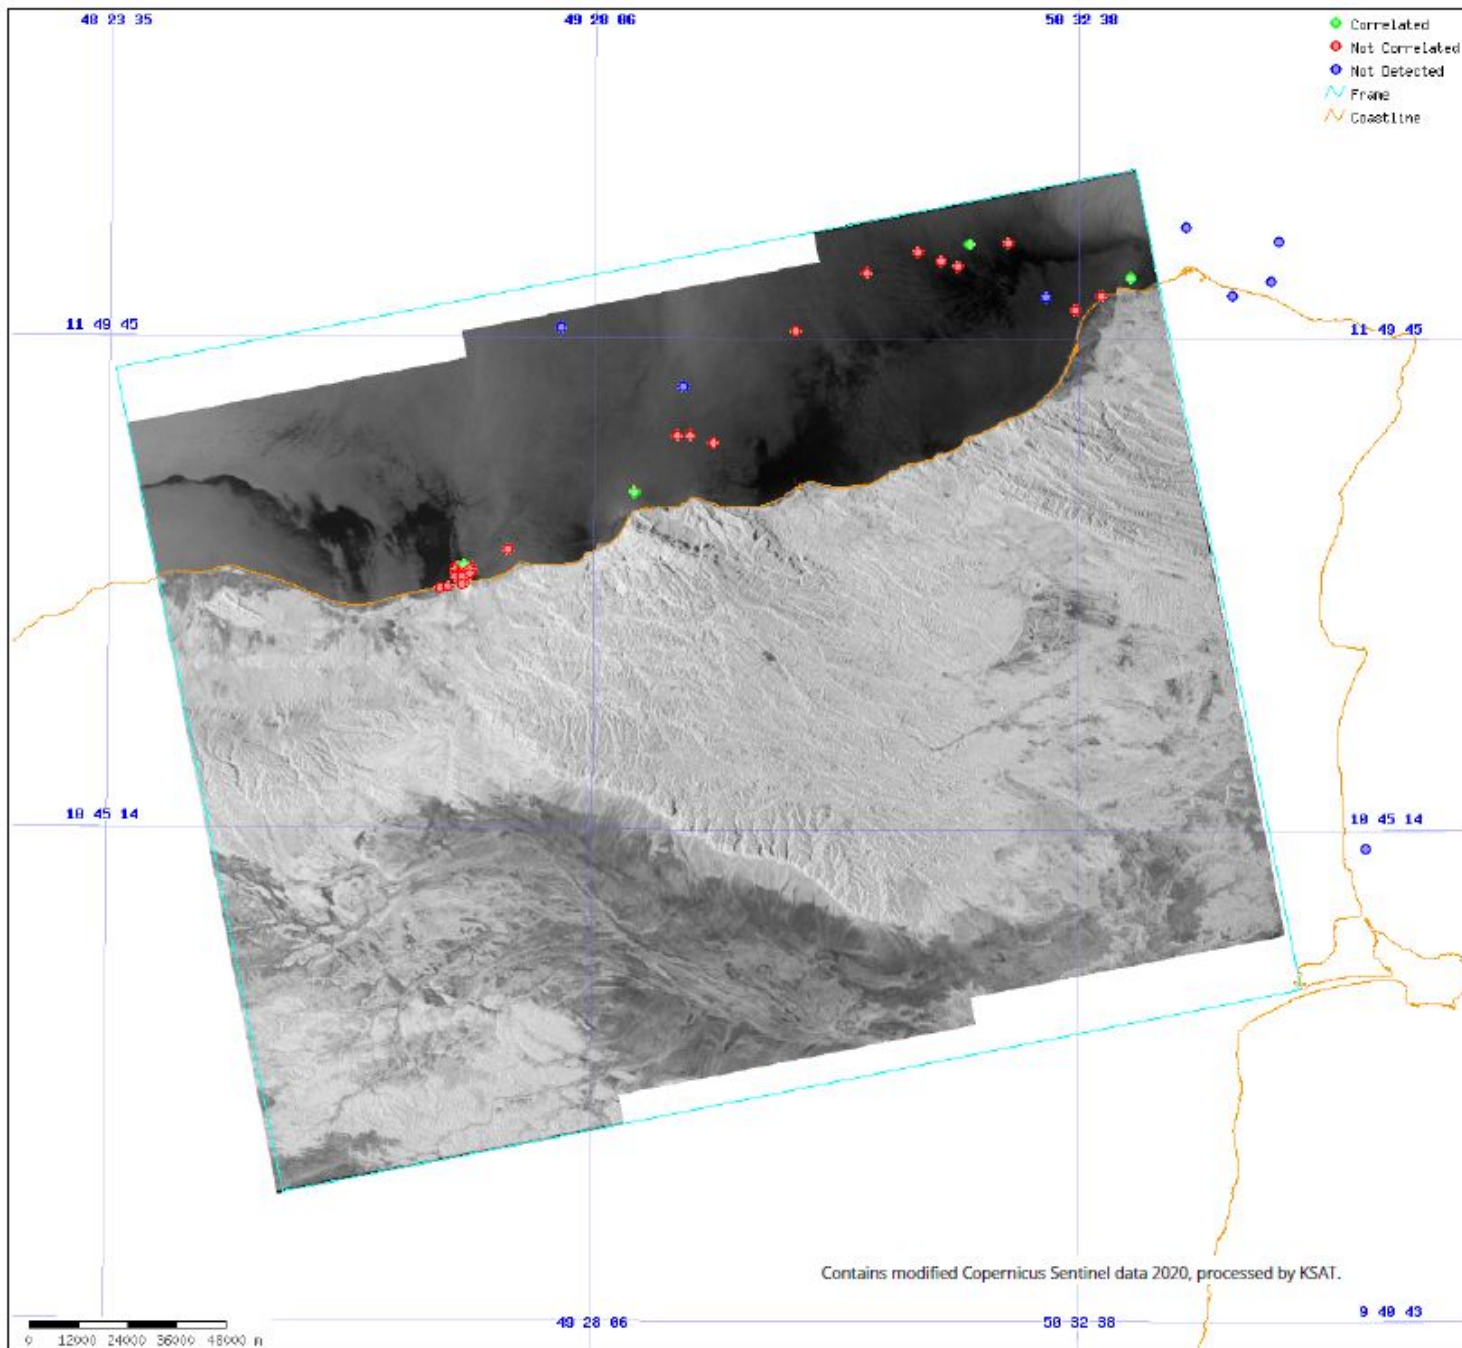 48 23 35
49 28 06
50 32 38
Correlated
Not Correlated
Not Detected
Frame
Coastline
11 49 45
11 49 45
10 45 14
10 45 14
Contains modified Copernicus Sentinel data 2020, processed by KSAT.
49 28 06
50 32 38
9 40 43
0 12000 24000 36000 48000 m